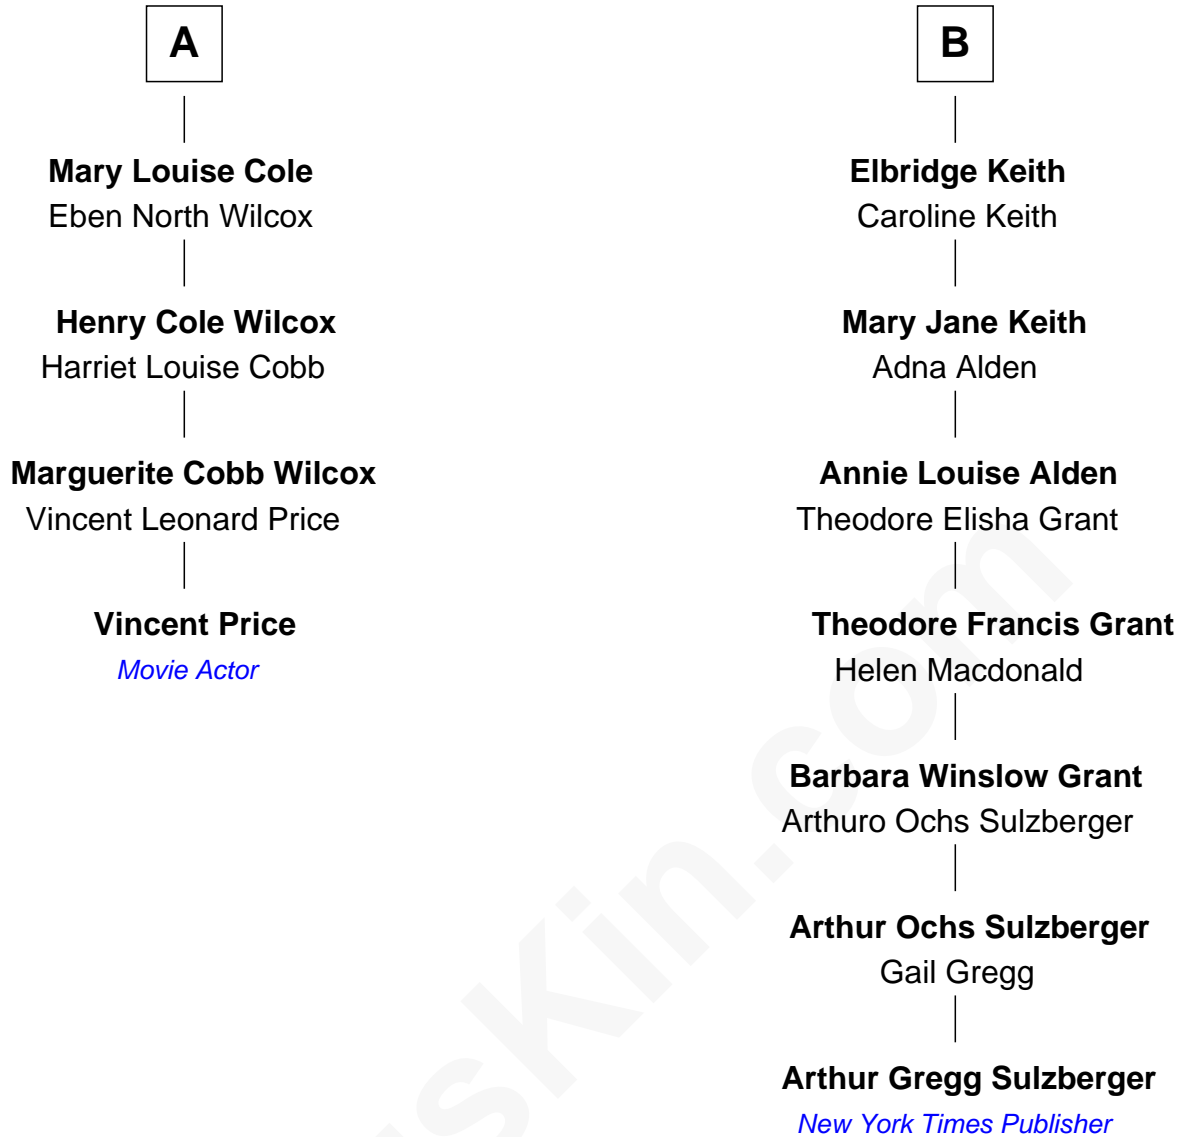 A
Mary Louise Cole
Eben North Wilcox
Henry Cole Wilcox
Harriet Louise Cobb
Marguerite Cobb Wilcox
Vincent Leonard Price
Vincent Price
Movie Actor
B
Elbridge Keith
Caroline Keith
Mary Jane Keith
Adna Alden
Annie Louise Alden
Theodore Elisha Grant
Theodore Francis Grant
Helen Macdonald
Barbara Winslow Grant
Arthuro Ochs Sulzberger
Arthur Ochs Sulzberger
Gail Gregg
Arthur Gregg Sulzberger
New York Times Publisher
sKin.com